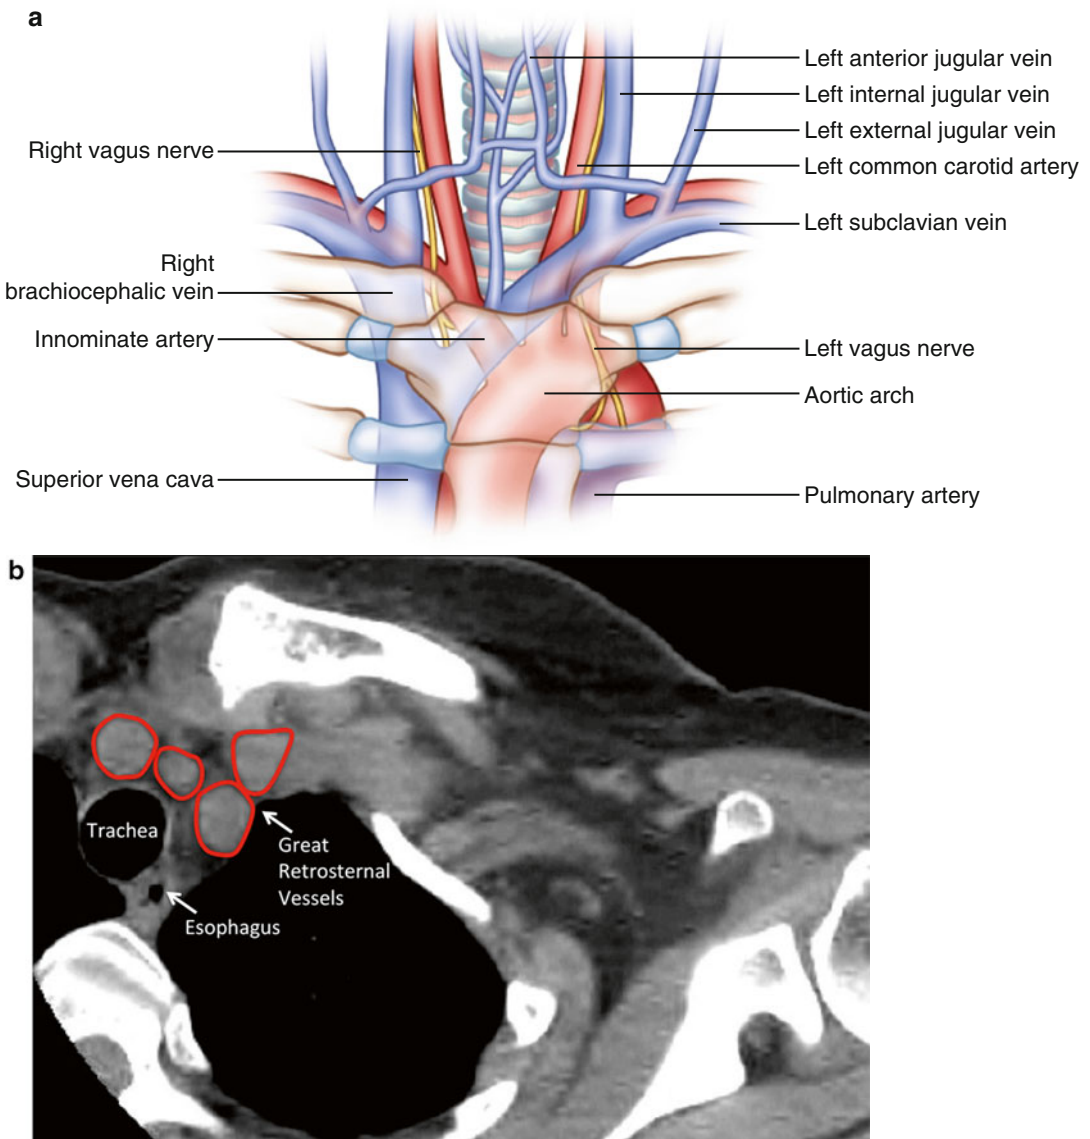 a
Left anterior jugular vein
Left internal jugular vein
Left external jugular vein
Left common carotid artery
Left subclavian vein
Right vagus nerve
Right
brachiocephalic vein
Innominate artery
Superior vena cava
Left vagus nerve
Aortic arch
Pulmonary artery
b
Trachea
Great
Retrosternal
Vessels
Esophagus